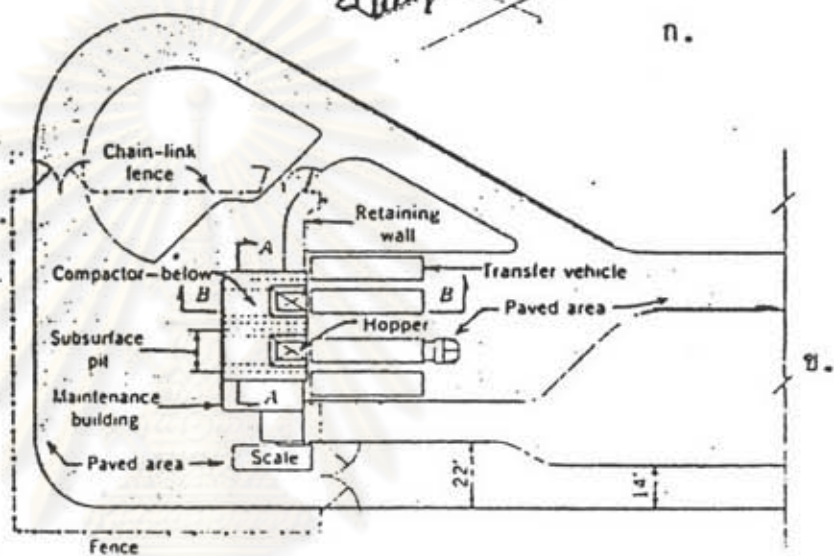 ก.
Chain-link
fence
Retaining
wall
A
Compactor-below
Transfer vehicle
B
B
Paved area
Hopper
Subsurface
pit
ข.
Maintenance
building
A
Paved area
Scale
22'
14'
Fence